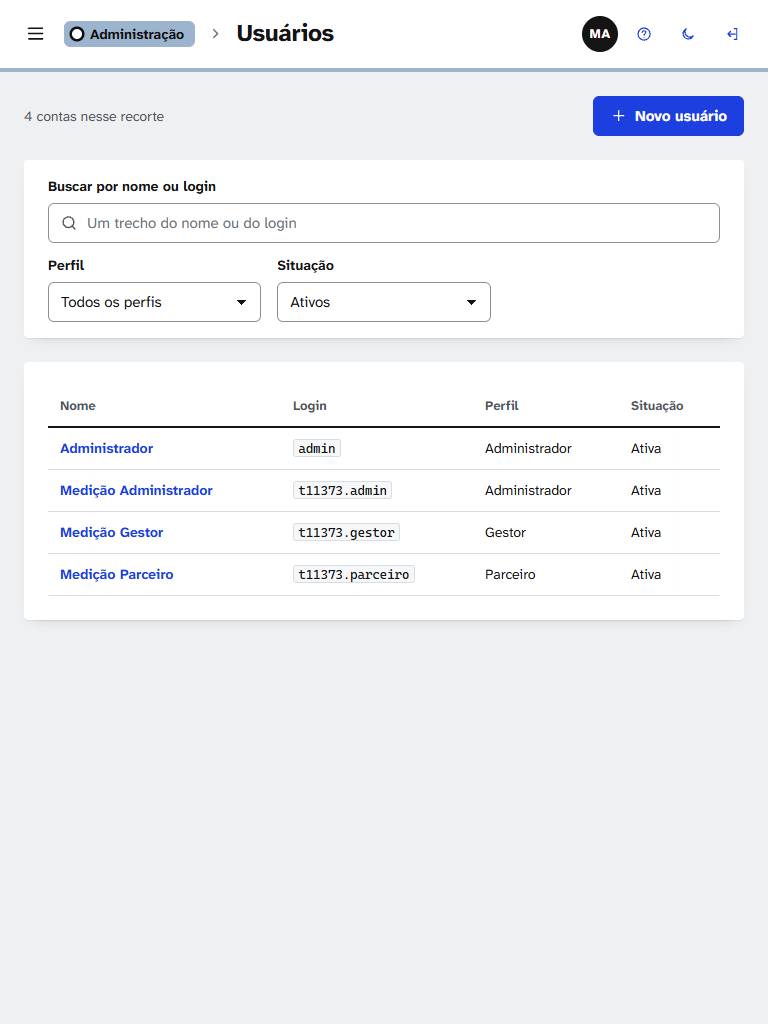 Administração > Usuários MA
4 contas nesse recorte + Novo usuário
Buscar por nome ou login
Um trecho do nome ou do login
Perfil Situação
Todos os perfis Ativos
Nome Login Perfil Situação
Administrador admin Administrador Ativa
Medição Administrador t11373.admin Administrador Ativa
Medição Gestor t11373.gestor Gestor Ativa
Medição Parceiro t11373.parceiro Parceiro Ativa